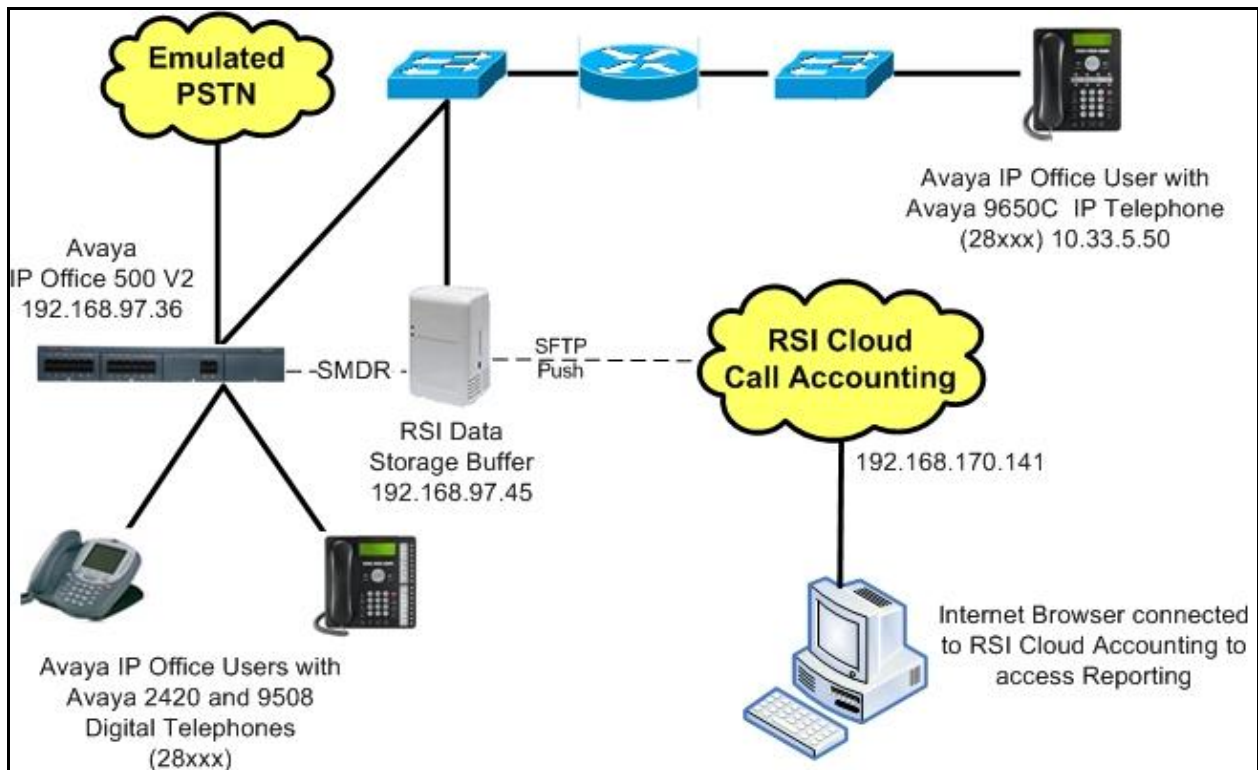 Emulated
PSTN
Avaya IP Office User with
Avaya 9650C IP Telephone
(28xxx) 10.33.5.50
Avaya
IP Office 500 V2
192.168.97.36
SMDR
SFTP
Push
RSI Cloud
Call Accounting
RSI Data
Storage Buffer
192.168.97.45
192.168.170.141
Avaya IP Office Users with
Avaya 2420 and 9508
Digital Telephones
(28xxx)
Internet Browser connected
to RSI Cloud Accounting to
access Reporting